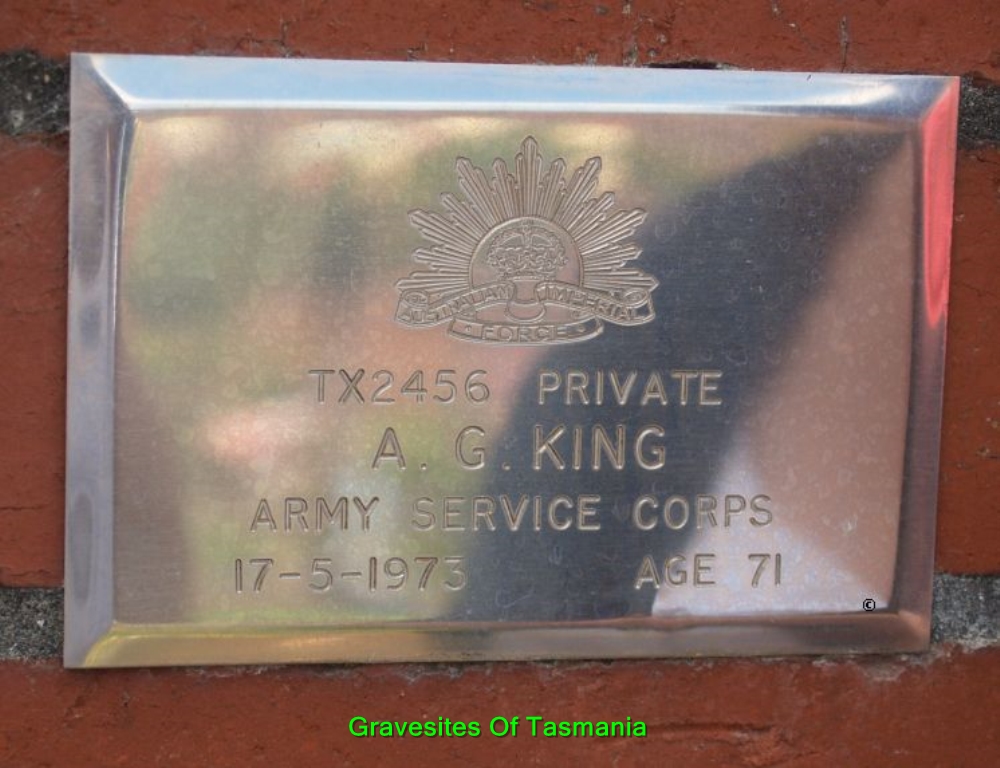 AUSTRALIAN IMPERIAL
FORCE
TX2456 PRIVATE
A. G. KING
ARMY SERVICE CORPS
17-5-1973 AGE 71
©
Gravesites Of Tasmania